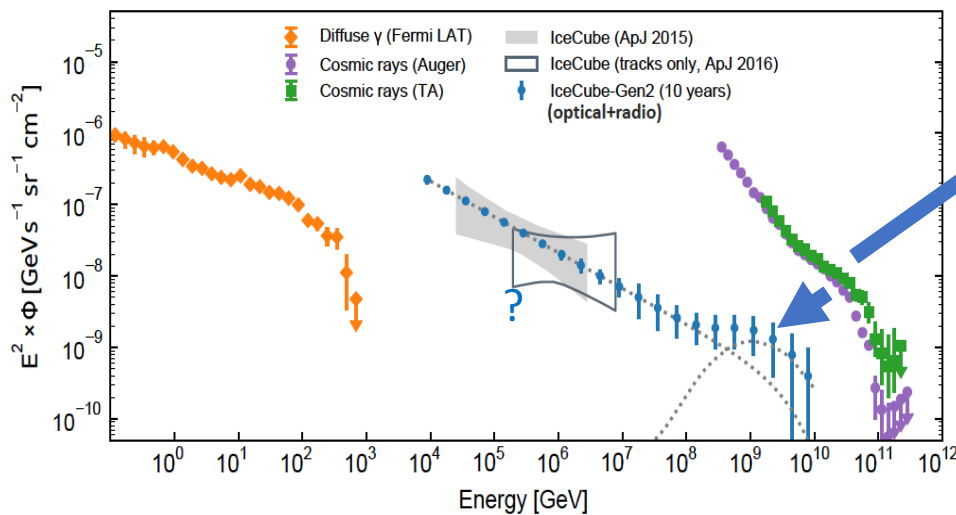 Diffuse γ (Fermi LAT)
Cosmic rays (Auger)
Cosmic rays (TA)
IceCube (ApJ 2015)
IceCube (tracks only, ApJ 2016)
IceCube-Gen2 (10 years)
(optical+radio)
E² × Φ [GeV s⁻¹ sr⁻¹ cm⁻²]
10⁻⁵
10⁻⁶
10⁻⁷
10⁻⁸
10⁻⁹
10⁻¹⁰
?
10⁰ 10¹ 10² 10³ 10⁴ 10⁵ 10⁶ 10⁷ 10⁸ 10⁹ 10¹⁰ 10¹¹ 10¹²
Energy [GeV]